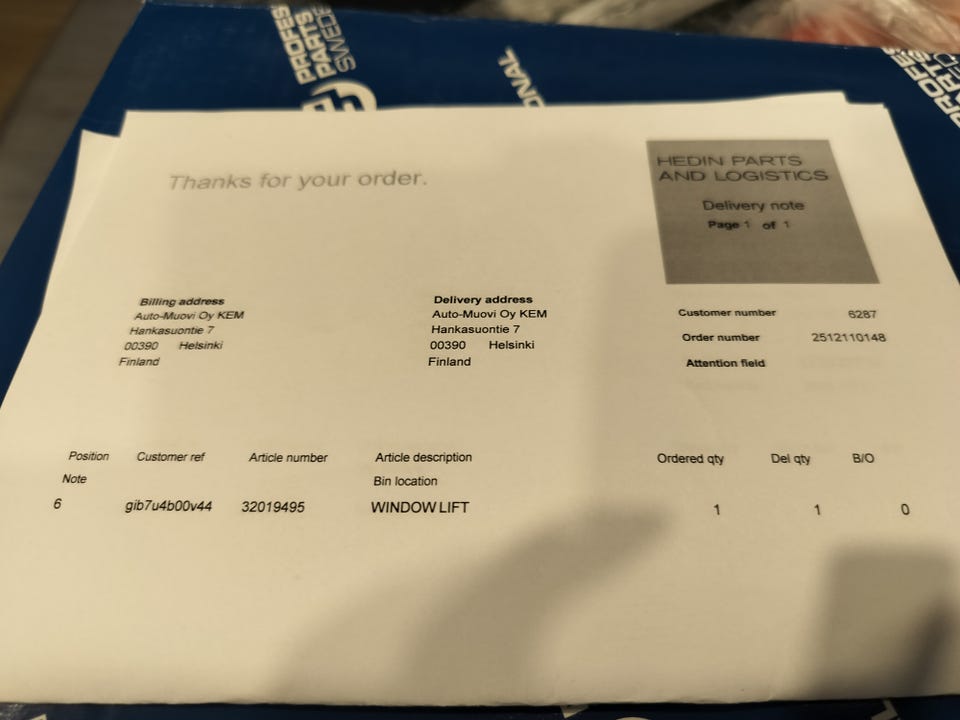 PROFES
PARTS
SWEDE
ONAL
Thanks for your order.
HEDIN PARTS
AND LOGISTICS
Delivery note
Page 1 of 1
Billing address
Auto-Muovi Oy KEM
Hankasuontie 7
00390 Helsinki
Finland
Delivery address
Auto-Muovi Oy KEM
Hankasuontie 7
00390 Helsinki
Finland
Customer number 6287
Order number 2512110148
Attention field
Position Customer ref Article number Article description Ordered qty Del qty B/O
Note Bin location
6 gib7u4b00v44 32019495 WINDOW LIFT 1 1 0